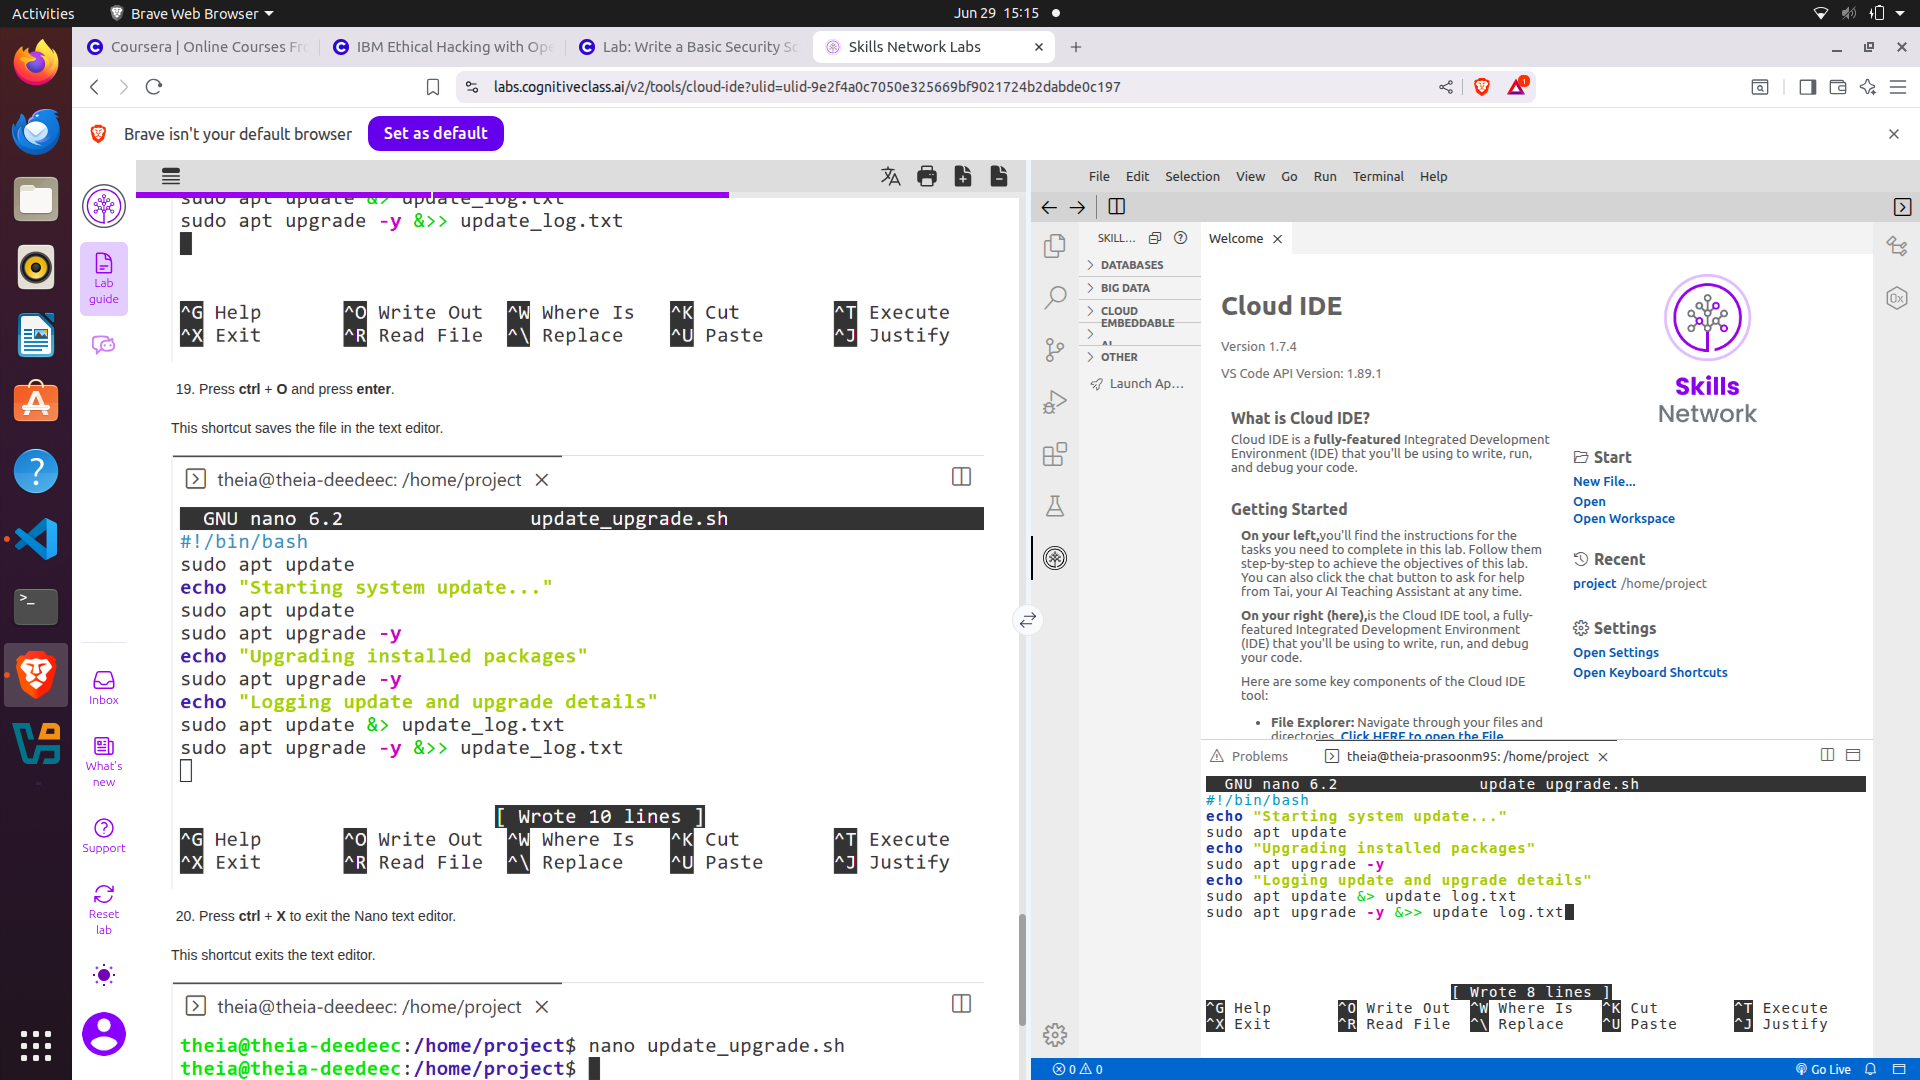 Activities
Brave Web Browser
Jun 29 15:15
Coursera | Online Courses Fr
IBM Ethical Hacking with Ope
Lab: Write a Basic Security Sc
Skills Network Labs
labs.cognitiveclass.ai/v2/tools/cloud-ide?ulid=ulid-9e2f4a0c7050e325669bf9021724b2dabde0c197
1
Brave isn't your default browser
Set as default
Lab guide
Inbox
What's new
Support
Reset lab
sudo apt update &> update_log.txt
sudo apt upgrade -y &>> update_log.txt
^G Help ^O Write Out ^W Where Is ^K Cut ^T Execute
^X Exit ^R Read File ^\ Replace ^U Paste ^J Justify
19. Press ctrl + O and press enter.
This shortcut saves the file in the text editor.
theia@theia-deedeec: /home/project
GNU nano 6.2 update_upgrade.sh
#!/bin/bash
sudo apt update
echo "Starting system update..."
sudo apt update
sudo apt upgrade -y
echo "Upgrading installed packages"
sudo apt upgrade -y
echo "Logging update and upgrade details"
sudo apt update &> update_log.txt
sudo apt upgrade -y &>> update_log.txt
[ Wrote 10 lines ]
^G Help ^O Write Out ^W Where Is ^K Cut ^T Execute
^X Exit ^R Read File ^\ Replace ^U Paste ^J Justify
20. Press ctrl + X to exit the Nano text editor.
This shortcut exits the text editor.
theia@theia-deedeec: /home/project
theia@theia-deedeec:/home/project$ nano update_upgrade.sh
theia@theia-deedeec:/home/project$
File Edit Selection View Go Run Terminal Help
SKILL...
DATABASES
BIG DATA
CLOUD
EMBEDDABLE
AI
OTHER
Launch Ap...
Welcome
Cloud IDE
Version 1.7.4
VS Code API Version: 1.89.1
What is Cloud IDE?
Cloud IDE is a fully-featured Integrated Development
Environment (IDE) that you'll be using to write, run,
and debug your code.
Getting Started
On your left,you'll find the instructions for the
tasks you need to complete in this lab. Follow them
step-by-step to achieve the objectives of this lab.
You can also click the chat button to ask for help
from Tai, your AI Teaching Assistant at any time.
On your right (here),is the Cloud IDE tool, a fully-
featured Integrated Development Environment
(IDE) that you'll be using to write, run, and debug
your code.
Here are some key components of the Cloud IDE
tool:
• File Explorer: Navigate through your files and
directories. Click HERE to open the File
Skills
Network
Start
New File...
Open
Open Workspace
Recent
project /home/project
Settings
Open Settings
Open Keyboard Shortcuts
0x
Problems
theia@theia-prasoonm95: /home/project
GNU nano 6.2 update upgrade.sh
#!/bin/bash
echo "Starting system update..."
sudo apt update
echo "Upgrading installed packages"
sudo apt upgrade -y
echo "Logging update and upgrade details"
sudo apt update &> update log.txt
sudo apt upgrade -y &>> update log.txt
[ Wrote 8 lines ]
^G Help ^O Write Out ^W Where Is ^K Cut ^T Execute
^X Exit ^R Read File ^\ Replace ^U Paste ^J Justify
0 0
Go Live